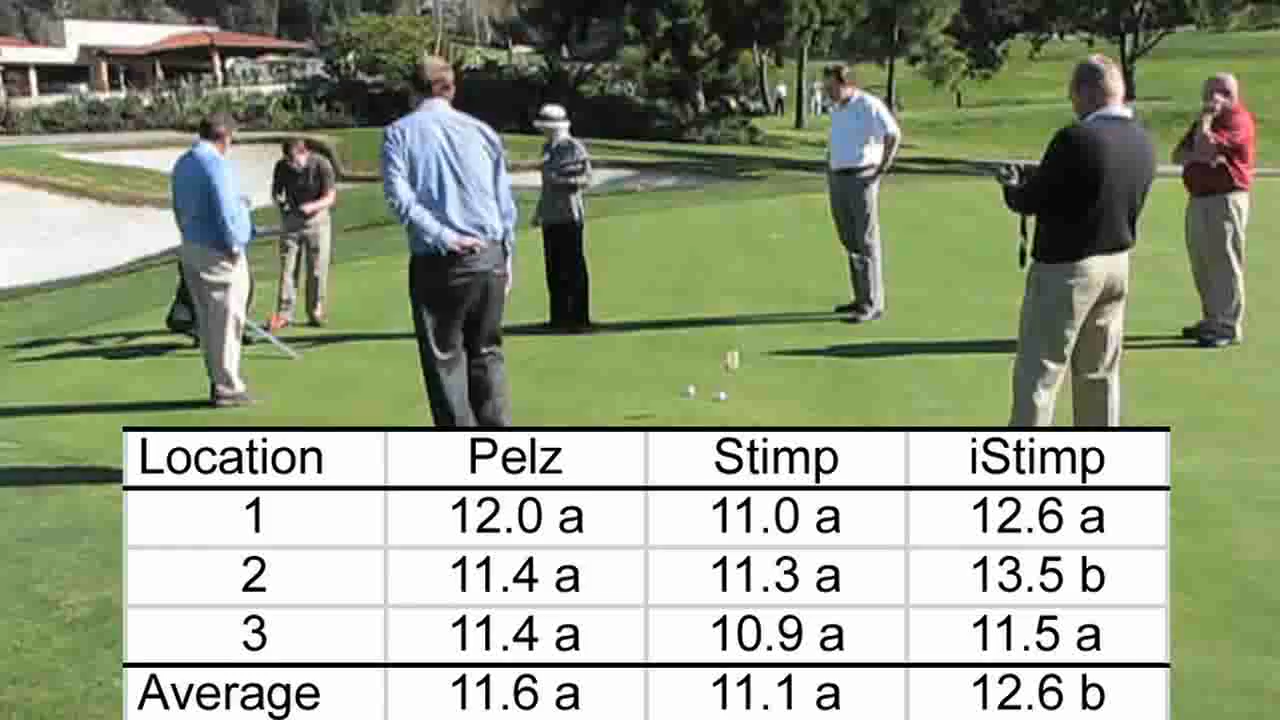 Location Pelz Stimp iStimp
1 12.0 a 11.0 a 12.6 a
2 11.4 a 11.3 a 13.5 b
3 11.4 a 10.9 a 11.5 a
Average 11.6 a 11.1 a 12.6 b